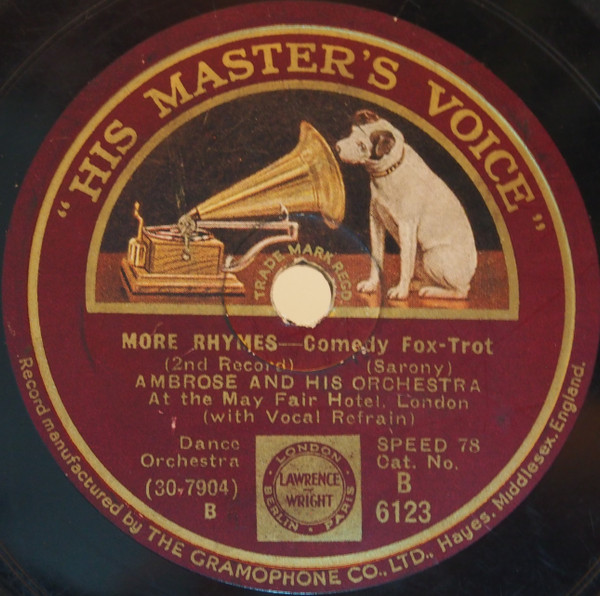 "HIS MASTER'S VOICE"
TRADE MARK REGD.
MORE RHYMES—Comedy Fox-Trot
(2nd Record) (Sarony)
AMBROSE AND HIS ORCHESTRA
At the May Fair Hotel, London
(with Vocal Refrain)
Dance
Orchestra
(30-7904)
B
LONDON
LAWRENCE
WRIGHT
BERLIN · PARIS
SPEED 78
Cat. No.
B
6123
Record manufactured by THE GRAMOPHONE CO., LTD., Hayes, Middlesex, England.